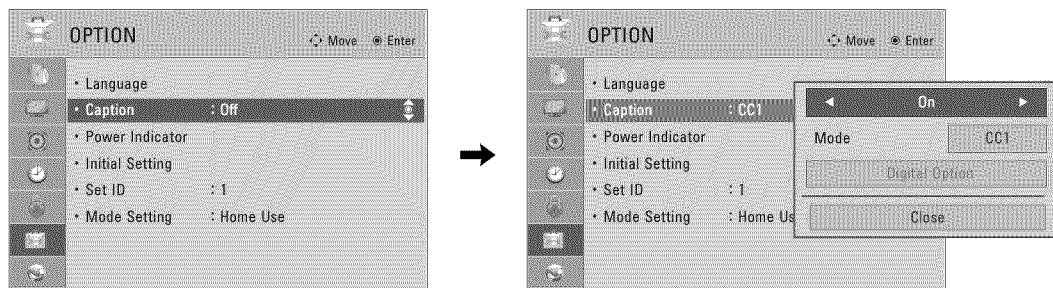 OPTION
Move Enter
• Language
• Caption : Off
• Power Indicator
• Initial Setting
• Set ID : 1
• Mode Setting : Home Use
OPTION
Move Enter
• Language
• Caption : CC1
• Power Indicator
• Initial Setting
• Set ID : 1
• Mode Setting : Home Us
On
Mode CC1
Digital Option
Close